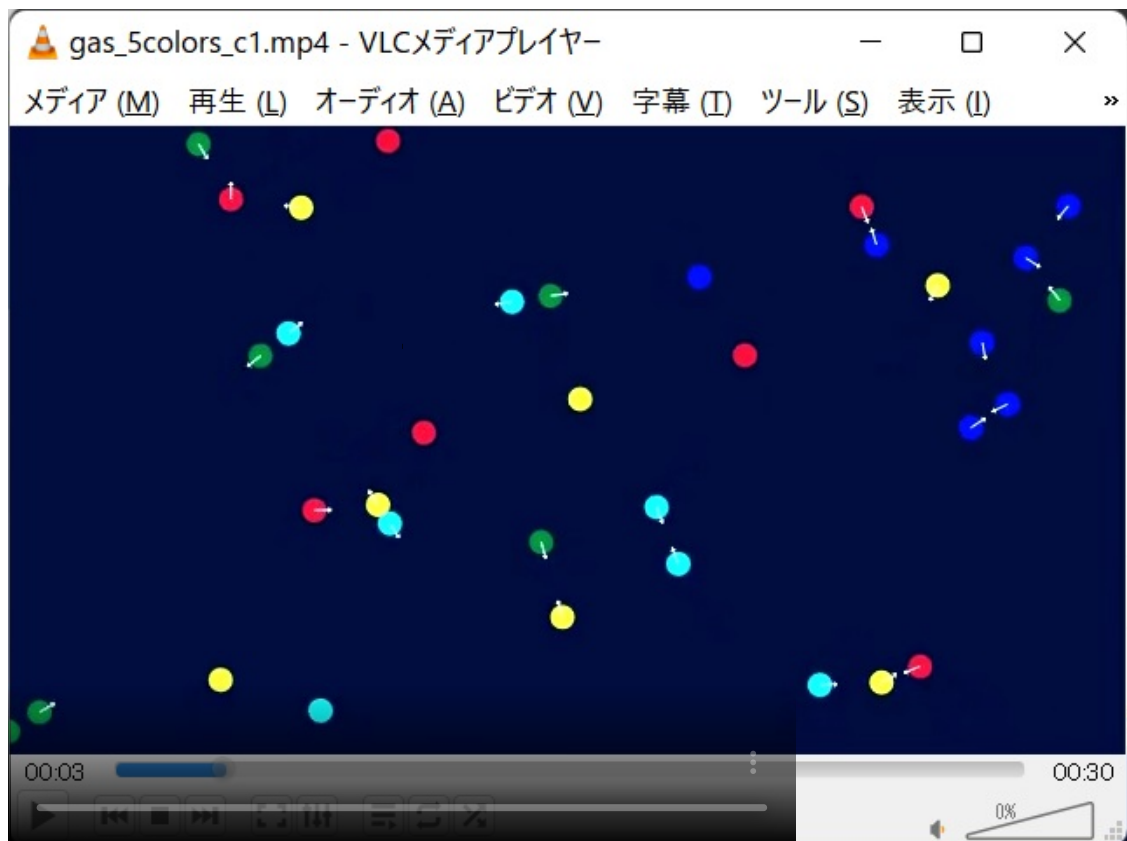 gas_5colors_c1.mp4 - VLCメディアプレイヤー
メディア (M) 再生 (L) オーディオ (A) ビデオ (V) 字幕 (T) ツール (S) 表示 (I) »
00:03 00:30
0%